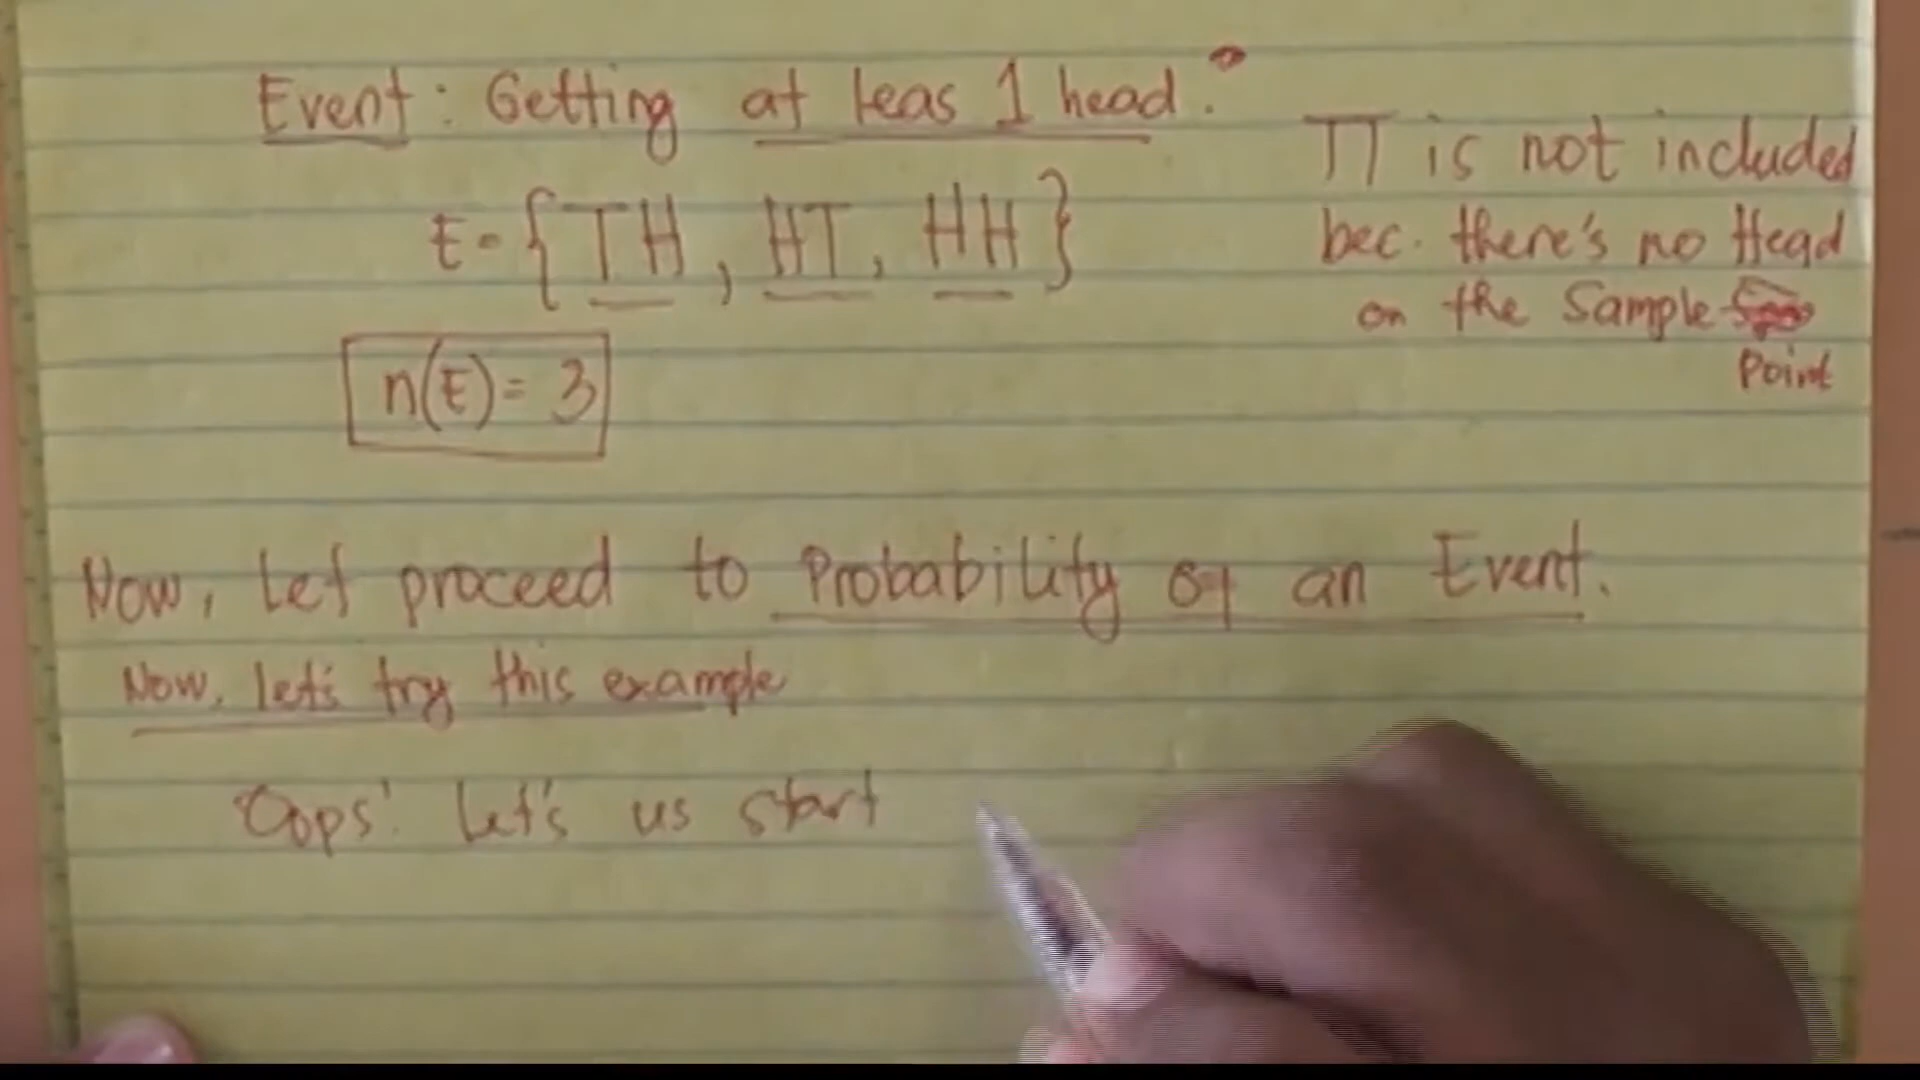 Event: Getting at leas 1 head.
E = {TH, HT, HH}
n(E) = 3
TT is not included
bec. there's no Head
on the Sample
Point
Now, Let proceed to Probability of an Event.
Now, let's try this example
Oops! Let's us start